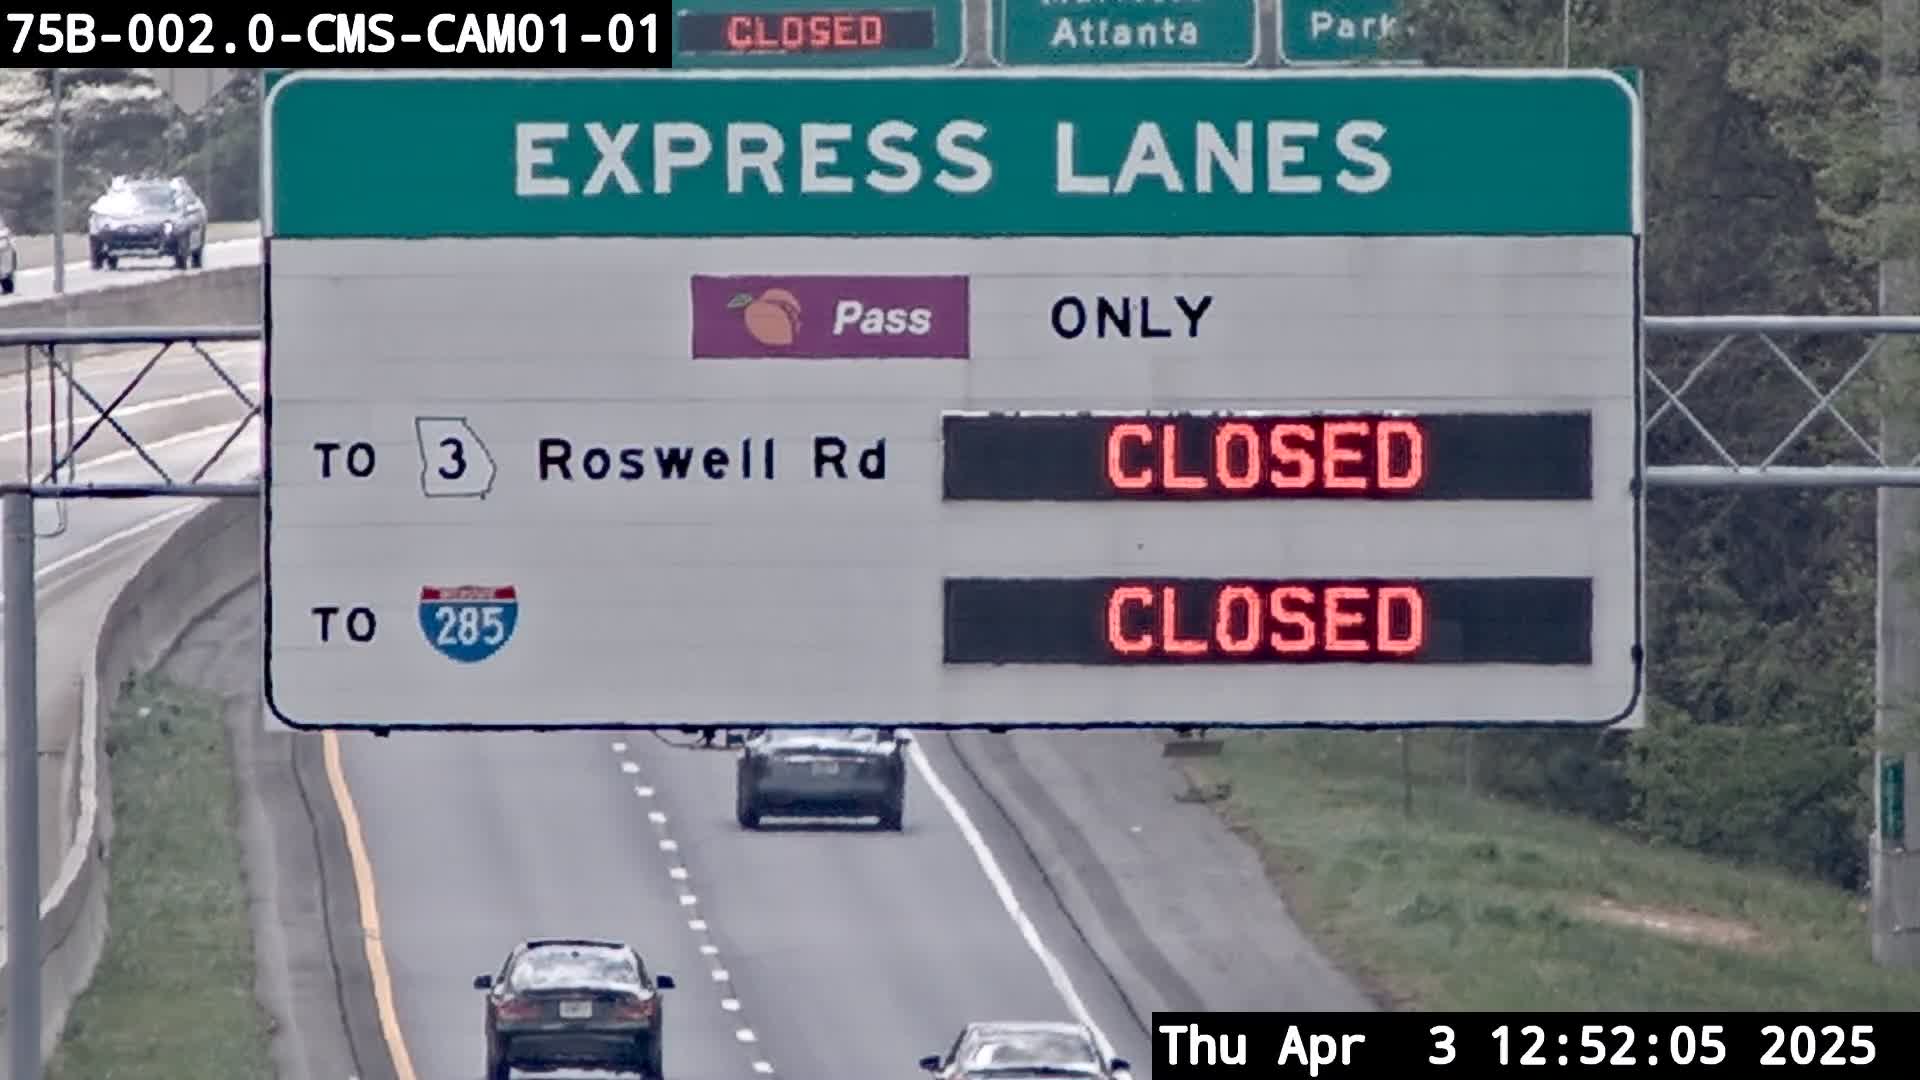 75B-002.0-CMS-CAM01-01
CLOSED
Atlanta
Park
EXPRESS LANES
Pass ONLY
TO 3 Roswell Rd CLOSED
TO 285 CLOSED
Thu Apr 3 12:52:05 2025